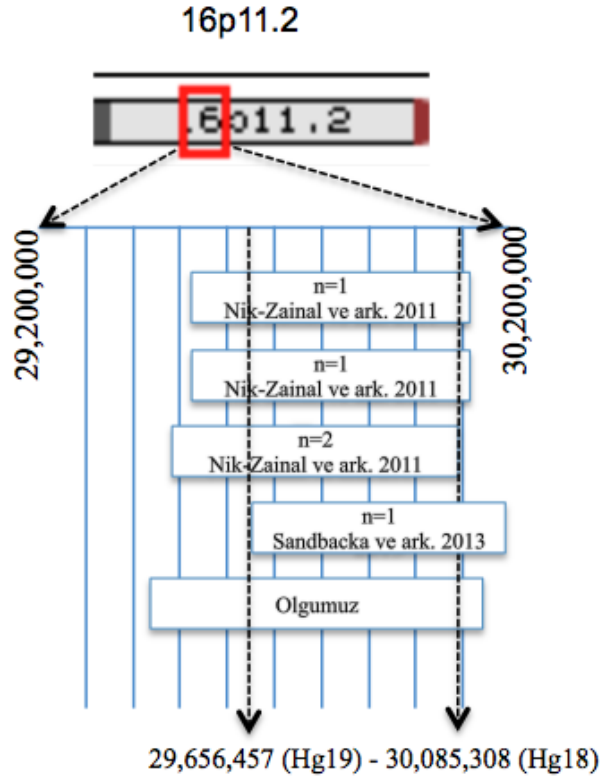 16p11.2
.6p11.2
29,200,000
30,200,000
n=1
Nik-Zainal ve ark. 2011
n=1
Nik-Zainal ve ark. 2011
n=2
Nik-Zainal ve ark. 2011
n=1
Sandbacka ve ark. 2013
Olgumuz
29,656,457 (Hg19) - 30,085,308 (Hg18)